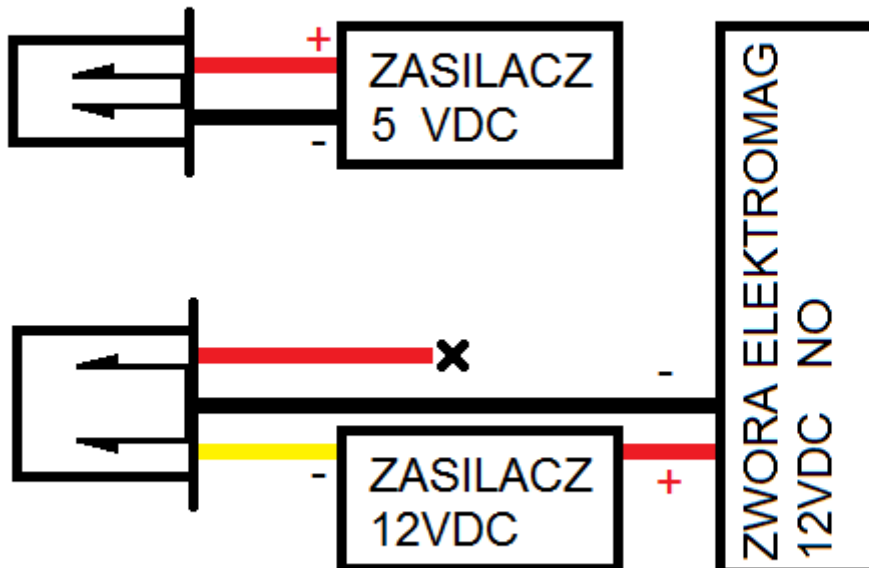 +
ZASILACZ
5 VDC
-
-
ZASILACZ
12VDC
-
+
ZWORA ELEKTROMAG
12VDC NO